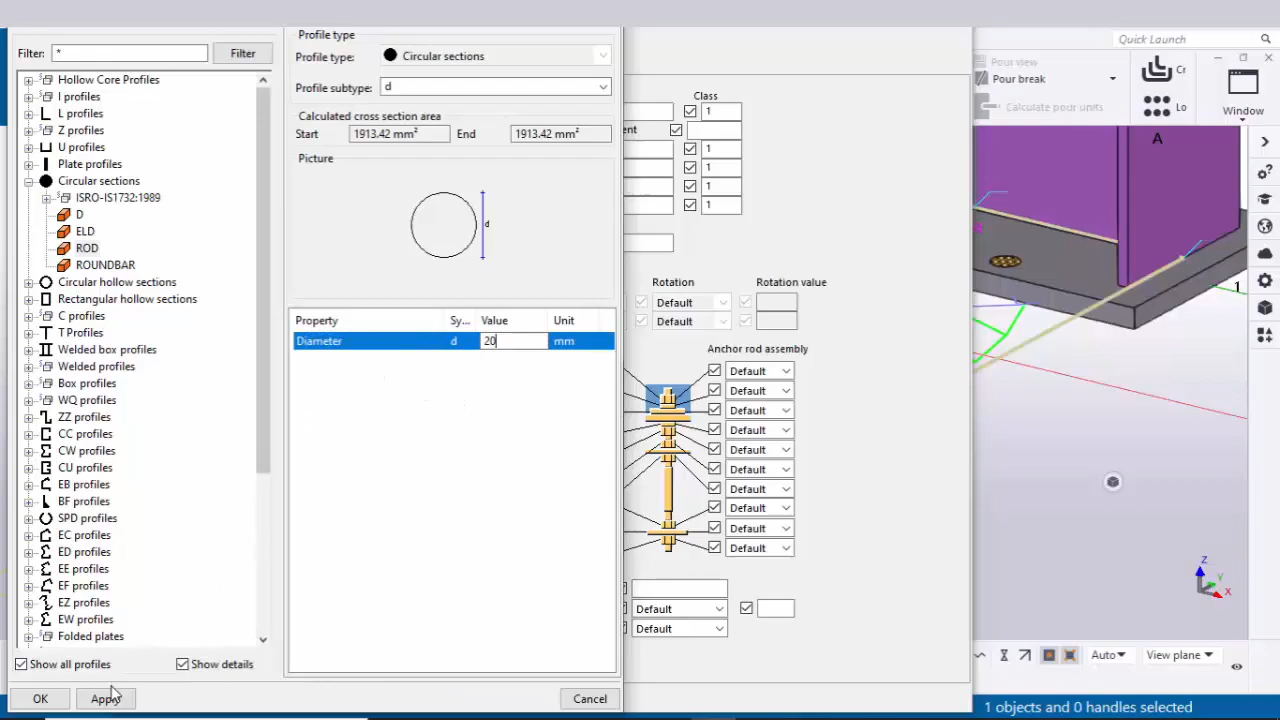 Filter: * Filter
Hollow Core Profiles
I profiles
L profiles
Z profiles
U profiles
Plate profiles
Circular sections
ISRO-IS1732:1989
D
ELD
ROD
ROUNDBAR
Circular hollow sections
Rectangular hollow sections
C profiles
T Profiles
Welded box profiles
Welded profiles
Box profiles
WQ profiles
ZZ profiles
CC profiles
CW profiles
CU profiles
EB profiles
BF profiles
SPD profiles
EC profiles
ED profiles
EE profiles
EF profiles
EZ profiles
EW profiles
Folded plates
Show all profiles Show details
OK Apply Cancel
Profile type
Profile type: Circular sections
Profile subtype: d
Calculated cross section area
Start 1913.42 mm² End 1913.42 mm²
Picture
d
Property Sy... Value Unit
Diameter d 20 mm
Class
1
ent
1
1
1
1
Rotation Rotation value
Default
Default
Anchor rod assembly
Default
Default
Default
Default
Default
Default
Default
Default
Default
Default
Default
Default
Quick Launch
Pour view
Pour break
Calculate pour units
Cr
Lo
Window
A
1
Z
Y
X
Auto View plane
1 objects and 0 handles selected